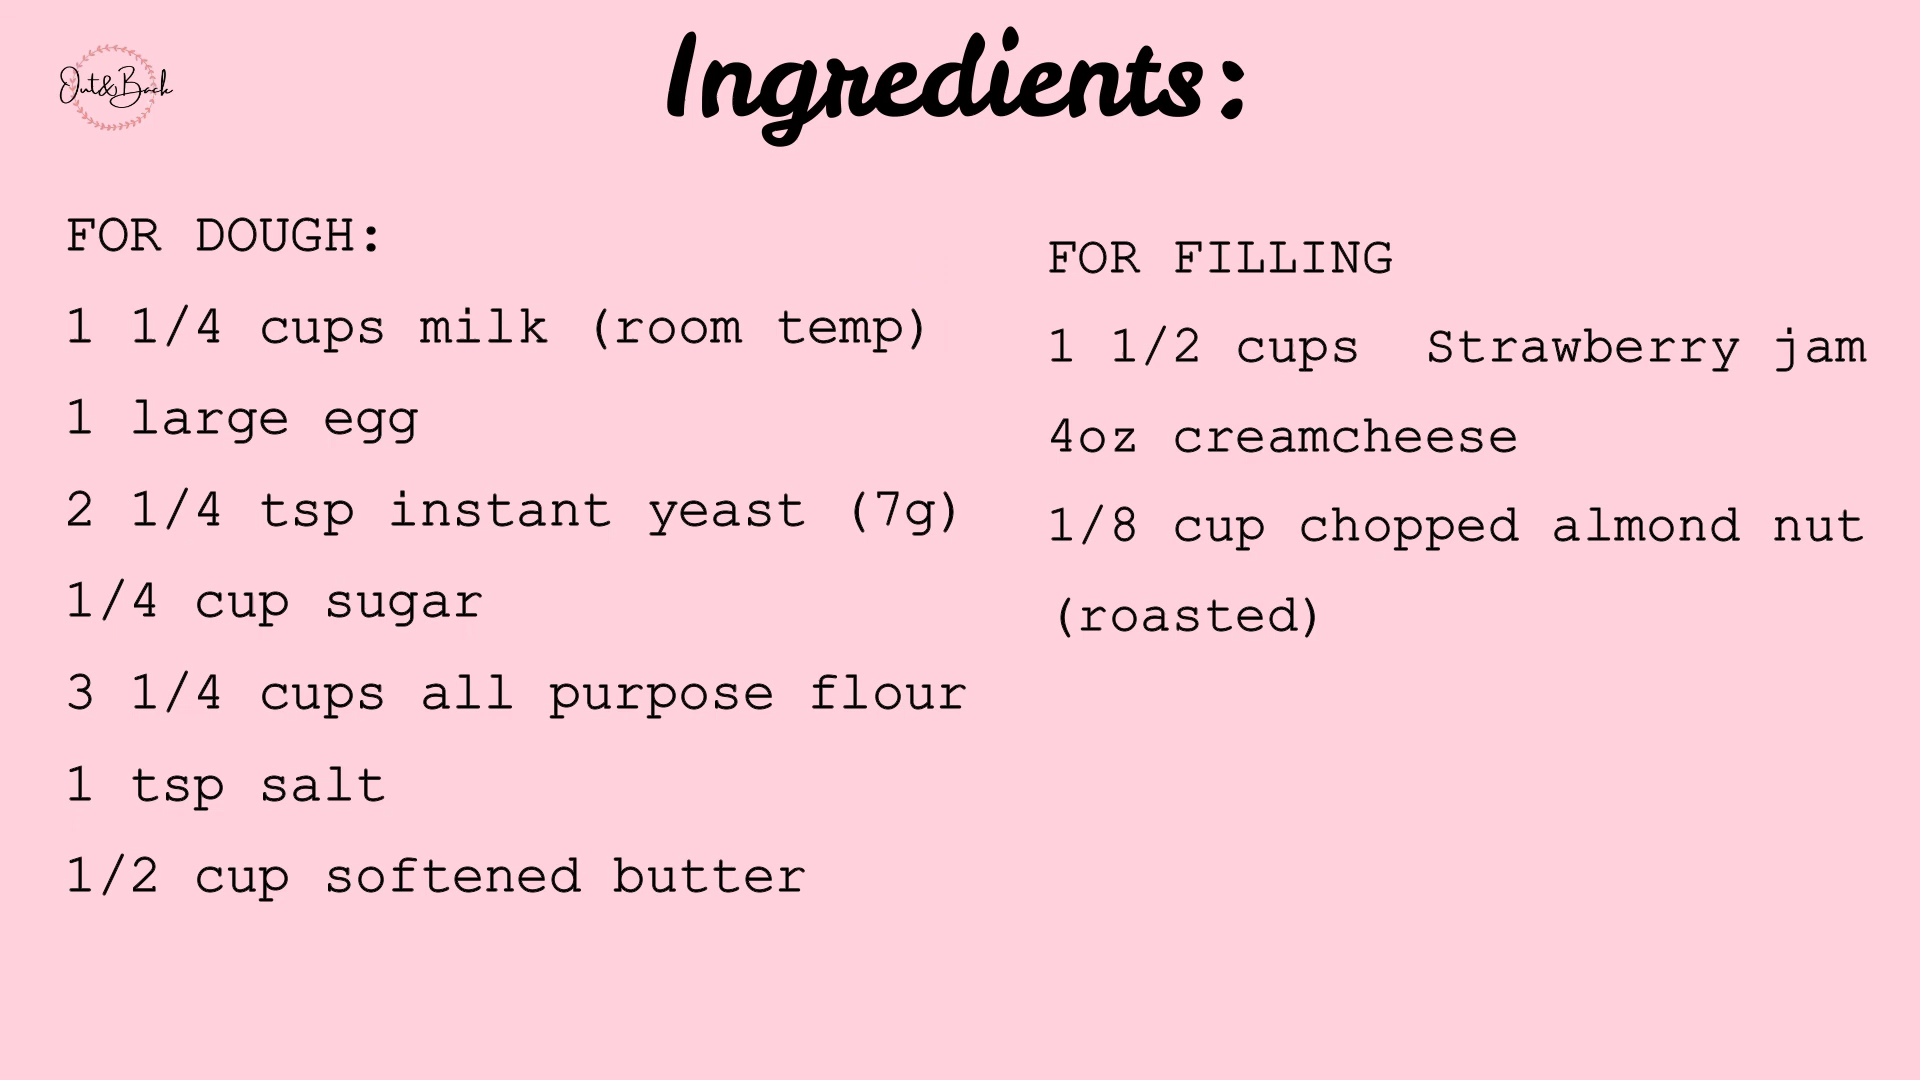 Out&Back
Ingredients:
FOR DOUGH:
1 1/4 cups milk (room temp)
1 large egg
2 1/4 tsp instant yeast (7g)
1/4 cup sugar
3 1/4 cups all purpose flour
1 tsp salt
1/2 cup softened butter
FOR FILLING
1 1/2 cups  Strawberry jam
4oz creamcheese
1/8 cup chopped almond nut
(roasted)